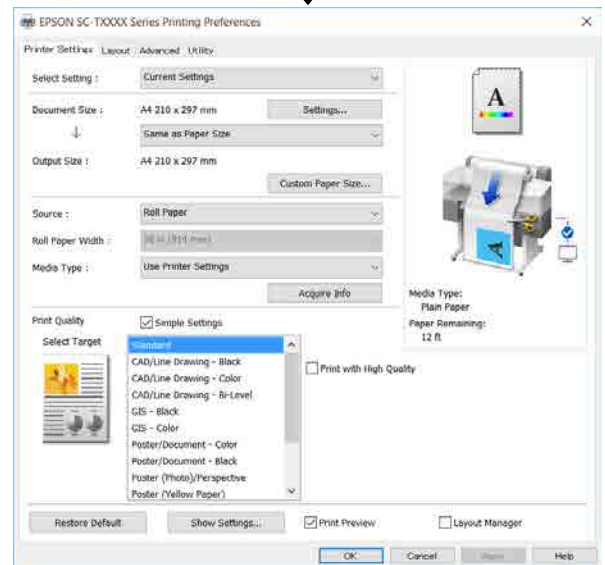 EPSON SC-TXXXX Series Printing Preferences
Printer Settings Layout Advanced Utility
Select Setting : Current Settings
Document Size : A4 210 x 297 mm Settings...
Same as Paper Size
Output Size : A4 210 x 297 mm
Custom Paper Size...
Source : Roll Paper
Roll Paper Width : 36 in (914 mm)
Media Type : Use Printer Settings
Acquire Info
Media Type:
Plain Paper
Paper Remaining:
12 ft
Print Quality Simple Settings
Select Target
Standard
CAD/Line Drawing - Black
CAD/Line Drawing - Color
CAD/Line Drawing - Bi-Level
GIS - Black
GIS - Color
Poster/Document - Color
Poster/Document - Black
Poster (Photo)/Perspective
Poster (Yellow Paper)
Print with High Quality
Restore Default Show Settings... Print Preview Layout Manager
OK Cancel Apply Help
A